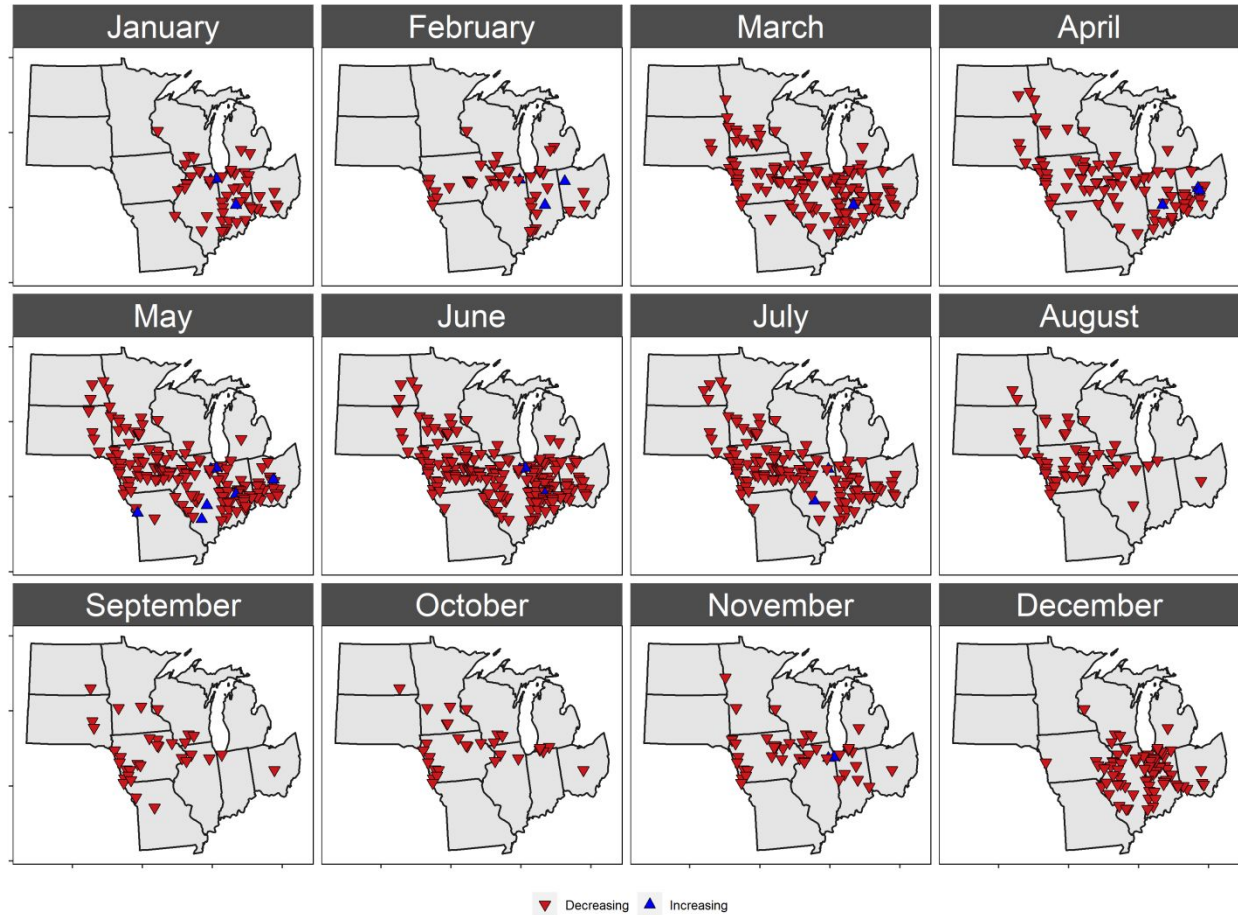 January
February
March
April
May
June
July
August
September
October
November
December
Decreasing
Increasing